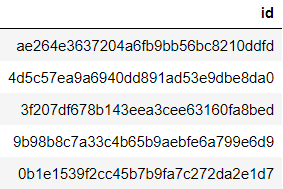 id
ae264e3637204a6fb9bb56bc8210ddfd
4d5c57ea9a6940dd891ad53e9dbe8da0
3f207df678b143eea3cee63160fa8bed
9b98b8c7a33c4b65b9aebfe6a799e6d9
0b1e1539f2cc45b7b9fa7c272da2e1d7